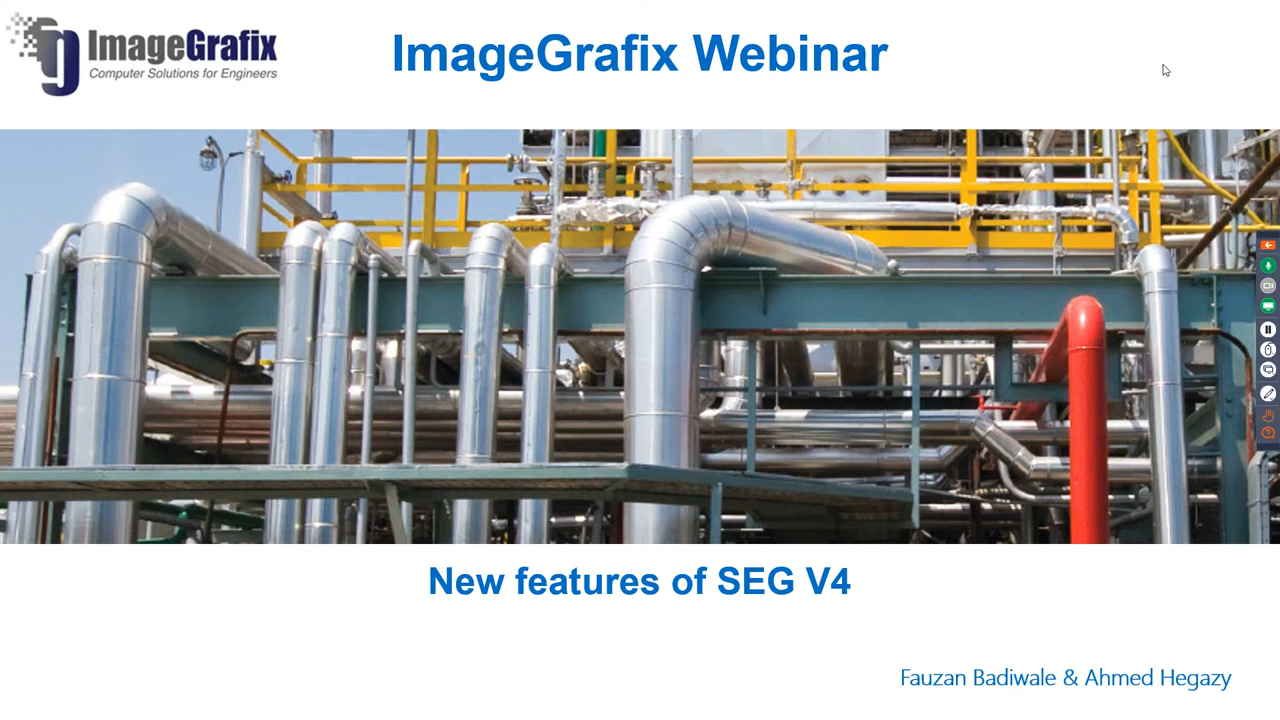 ImageGrafix
Computer Solutions for Engineers
ImageGrafix Webinar
New features of SEG V4
Fauzan Badiwale & Ahmed Hegazy